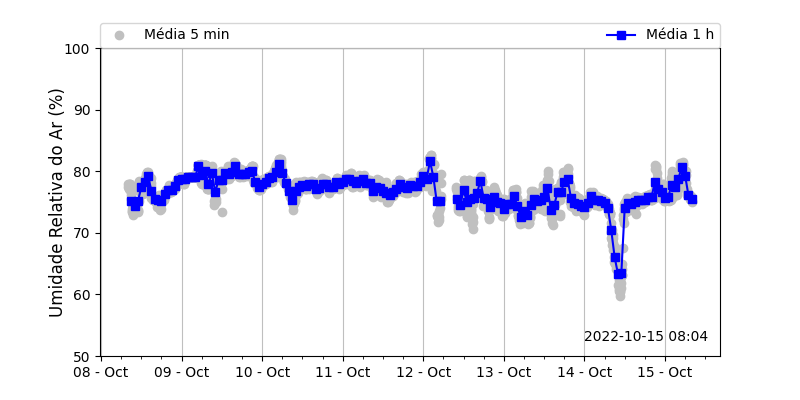 Média 5 min
Média 1 h
Umidade Relativa do Ar (%)
100
90
80
70
60
50
2022-10-15 08:04
08 - Oct
09 - Oct
10 - Oct
11 - Oct
12 - Oct
13 - Oct
14 - Oct
15 - Oct